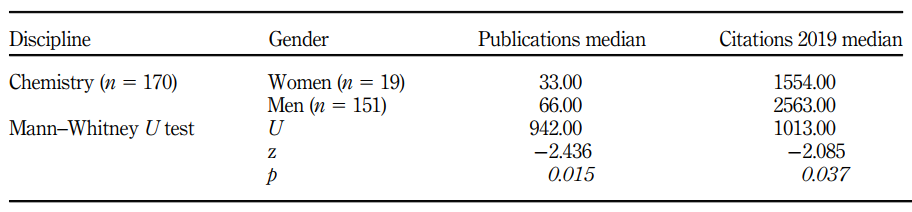 Discipline Gender Publications median Citations 2019 median
Chemistry (n = 170) Women (n = 19) 33.00 1554.00
Men (n = 151) 66.00 2563.00
Mann–Whitney U test U 942.00 1013.00
z −2.436 −2.085
p 0.015 0.037